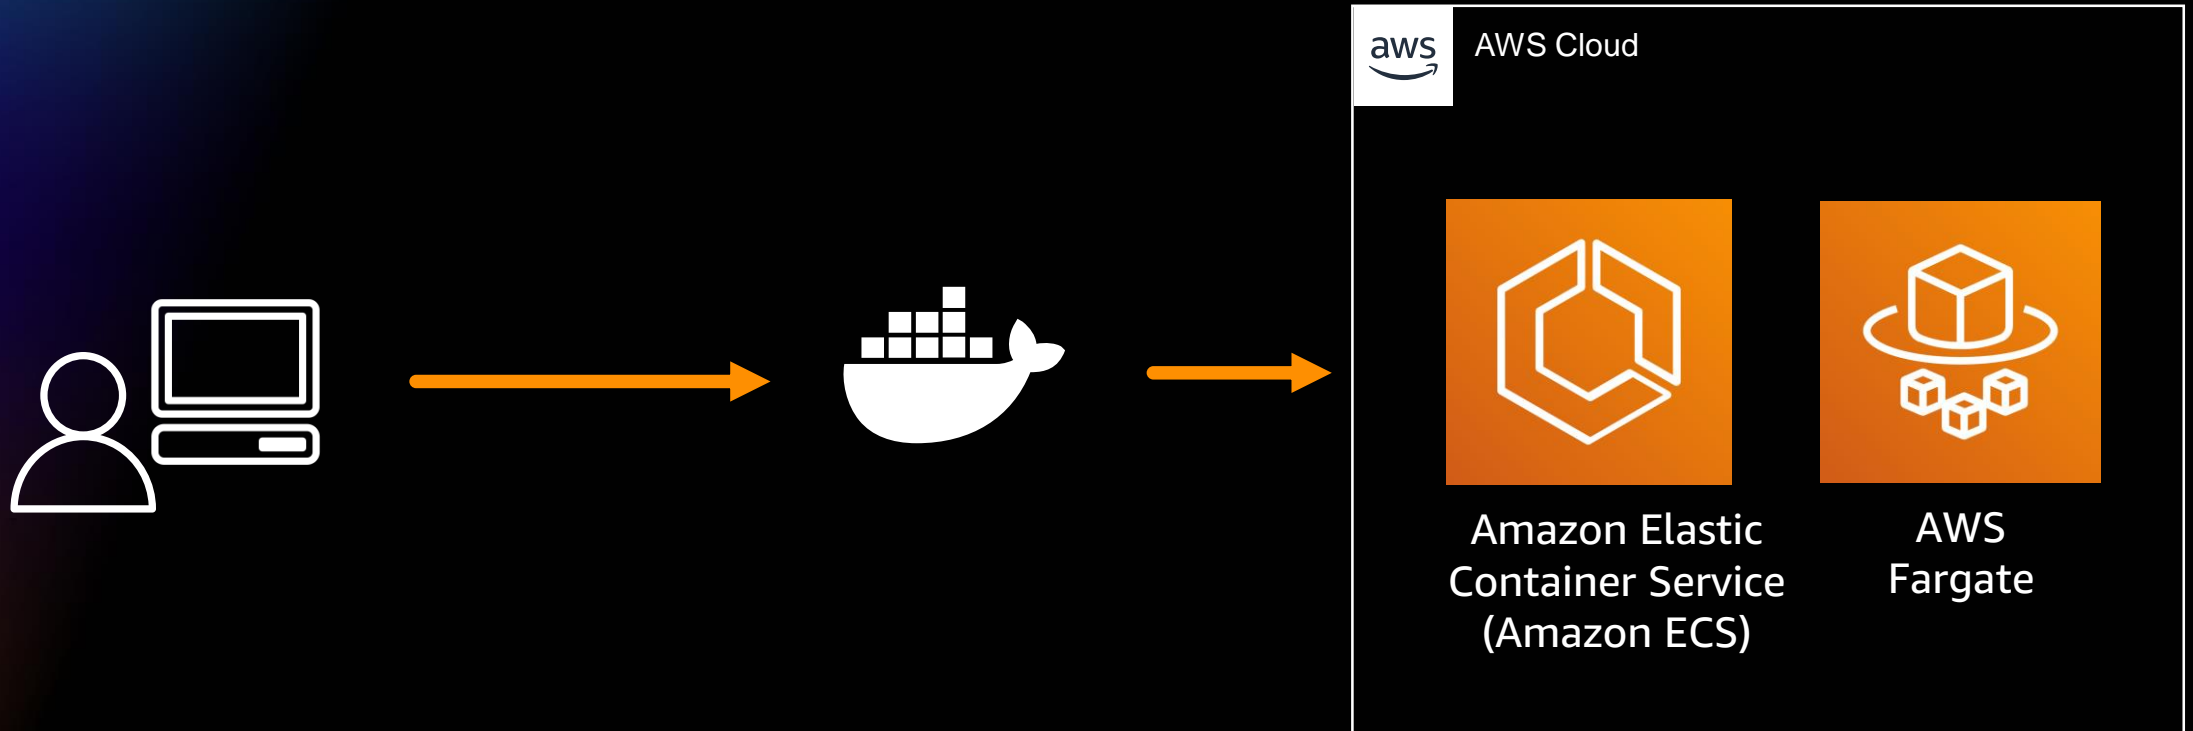 aws
AWS Cloud
Amazon Elastic
Container Service
(Amazon ECS)
AWS
Fargate